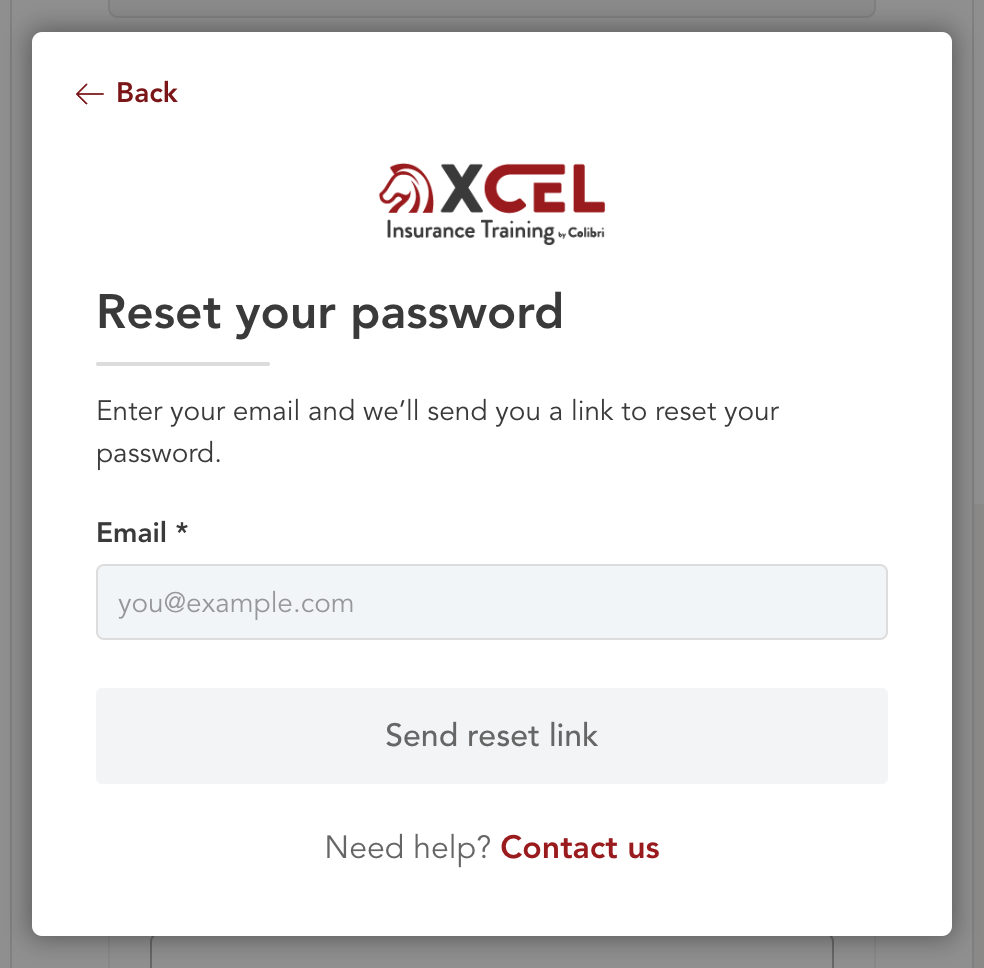 Back
XCEL
Insurance Training by Colibri
Reset your password
Enter your email and we’ll send you a link to reset your
password.
Email *
you@example.com
Send reset link
Need help? Contact us